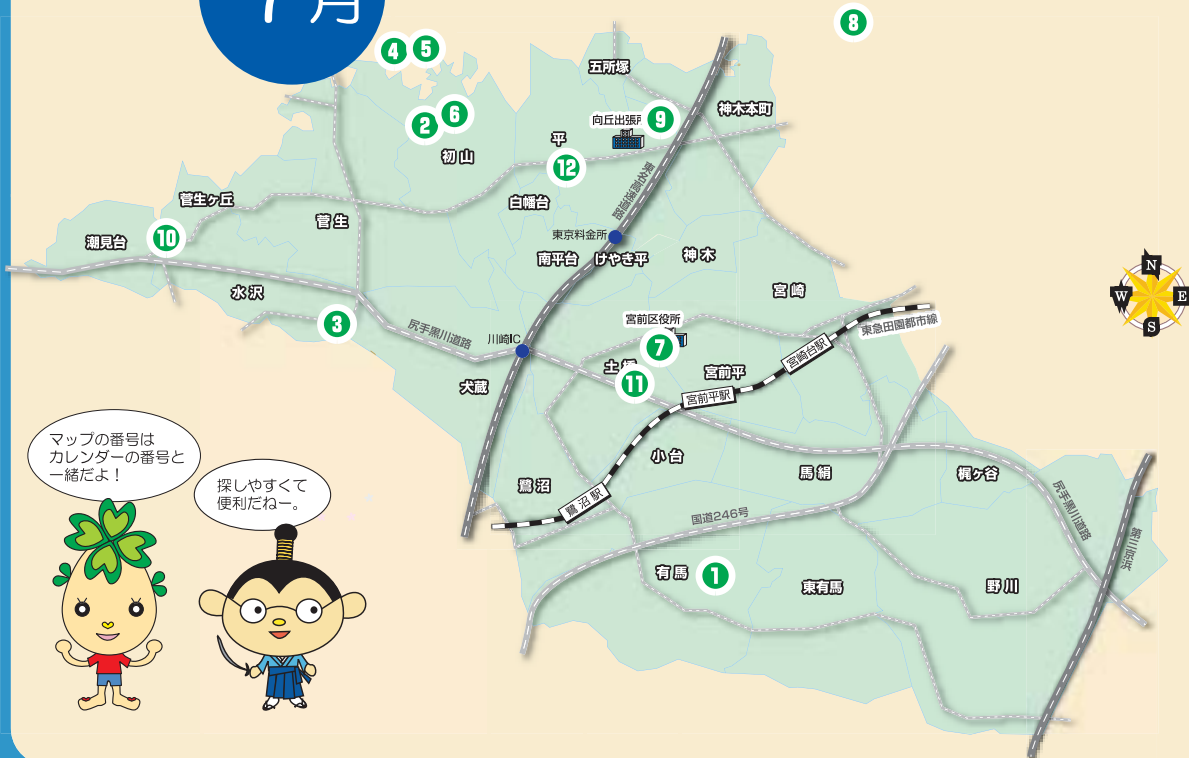 月
8
4
5
五所塚
神木本町
向丘出張所
9
2
6
初山
平
12
東名高速道路
白幡台
菅生ヶ丘
菅生
潮見台
10
東京料金所
南平台
けやき平
神木
水沢
宮崎
N
W
E
S
3
尻手黒川道路
川崎IC
宮前区役所
7
東急田園都市線
宮崎台駅
土橋
11
宮前平
宮前平駅
犬蔵
小台
鷺沼
鷺沼駅
馬絹
梶ヶ谷
国道246号
尻手黒川道路
第三京浜
有馬
1
東有馬
野川
マップの番号は
カレンダーの番号と
一緒だよ！
探しやすくて
便利だねー。